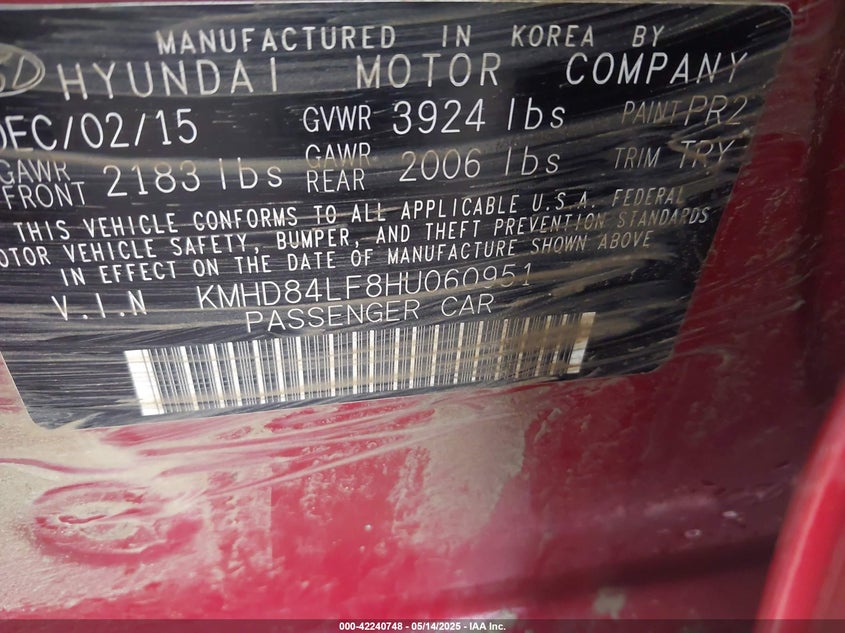 MANUFACTURED IN KOREA BY
HYUNDAI MOTOR COMPANY
DEC/02/15 GVWR 3924 lbs PAINT PR2
GAWR FRONT 2183 lbs GAWR REAR 2006 lbs TRIM TRY
THIS VEHICLE CONFORMS TO ALL APPLICABLE U.S.A. FEDERAL
MOTOR VEHICLE SAFETY, BUMPER, AND THEFT PREVENTION STANDARDS
IN EFFECT ON THE DATE OF MANUFACTURE SHOWN ABOVE
V.I.N KMHD84LF8HU060951
PASSENGER CAR
000-42240748 - 05/14/2025 - IAA Inc.